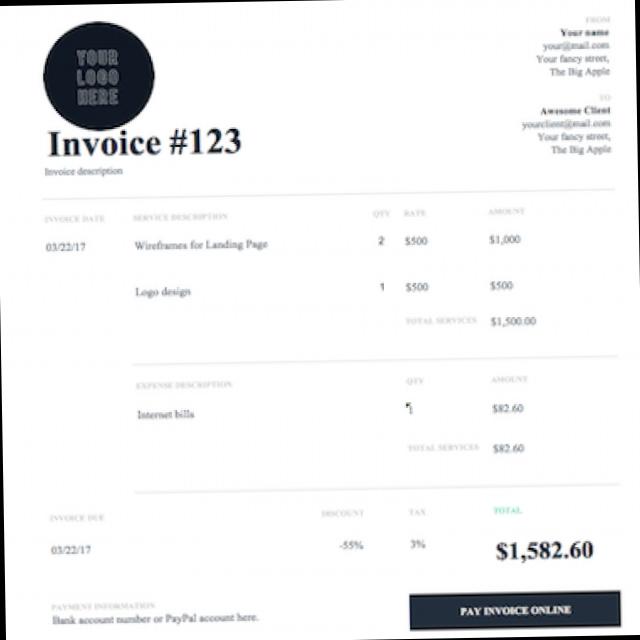 YOUR
LOGO
HERE
Invoice #123
Invoice description
FROM
Your name
your@mail.com
Your fancy street,
The Big Apple
TO
Awesome Client
yourclient@mail.com
Your fancy street,
The Big Apple
INVOICE DATE SERVICE DESCRIPTION QTY RATE AMOUNT
03/22/17 Wireframes for Landing Page 2 $500 $1,000
Logo design 1 $500 $500
TOTAL SERVICES $1,500.00
EXPENSE DESCRIPTION QTY AMOUNT
Internet bills 1 $82.60
TOTAL SERVICES $82.60
INVOICE DUE DISCOUNT TAX TOTAL
03/22/17 -55% 3% $1,582.60
PAYMENT INFORMATION
Bank account number or PayPal account here.
PAY INVOICE ONLINE